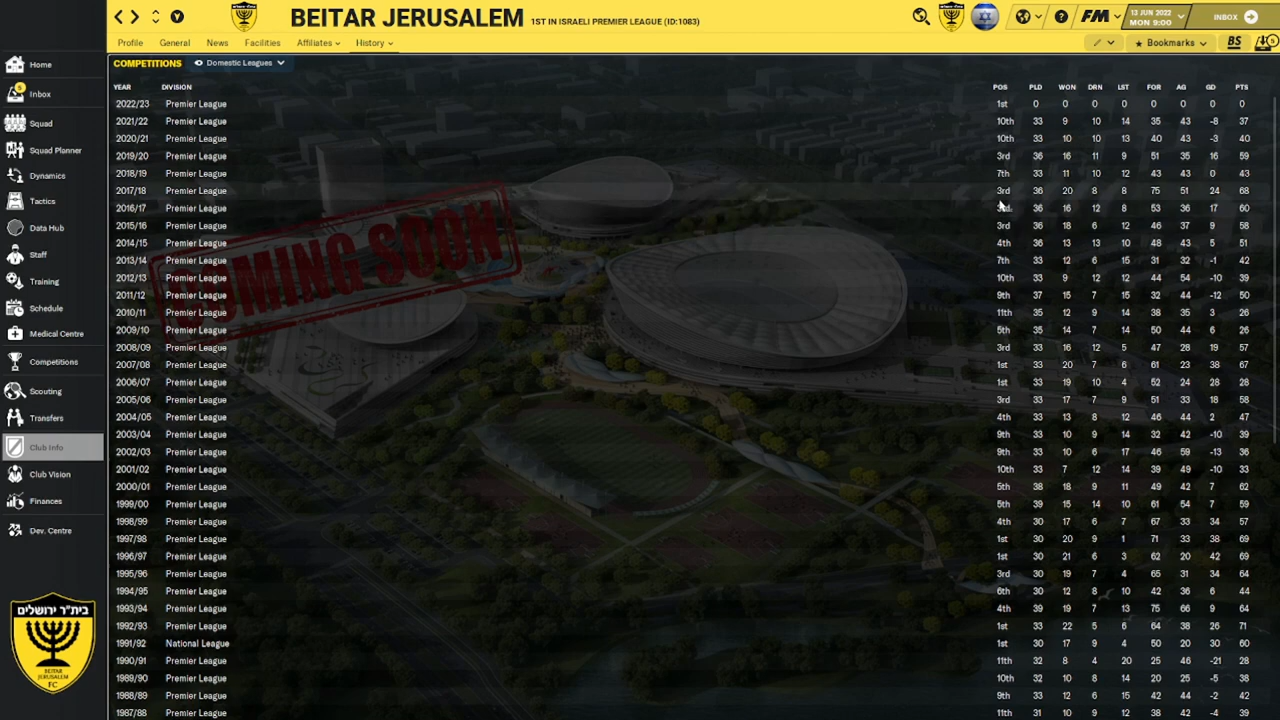 BEITAR JERUSALEM 1ST IN ISRAELI PREMIER LEAGUE (ID:1083)
FM 13 JUN 2022 MON 9:00 INBOX
Profile General News Facilities Affiliates History
Bookmarks BS 5
COMPETITIONS Domestic Leagues
YEAR DIVISION POS PLD WON DRN LST FOR AG GD PTS
2022/23 Premier League 1st 0 0 0 0 0 0 0 0
2021/22 Premier League 10th 33 9 10 14 35 43 -8 37
2020/21 Premier League 10th 33 10 10 13 40 43 -3 40
2019/20 Premier League 3rd 36 16 11 9 51 35 16 59
2018/19 Premier League 7th 33 11 10 12 43 43 0 43
2017/18 Premier League 3rd 36 20 8 8 75 51 24 68
2016/17 Premier League 3rd 36 16 12 8 53 36 17 60
2015/16 Premier League 3rd 36 18 6 12 46 37 9 58
2014/15 Premier League 4th 36 13 13 10 48 43 5 51
2013/14 Premier League 7th 33 12 6 15 31 32 -1 42
2012/13 Premier League 10th 33 9 12 12 44 54 -10 39
2011/12 Premier League 9th 37 15 7 15 32 44 -12 50
2010/11 Premier League 11th 35 12 9 14 38 35 3 26
2009/10 Premier League 5th 35 14 7 14 50 44 6 26
2008/09 Premier League 3rd 33 16 12 5 47 28 19 57
2007/08 Premier League 1st 33 20 7 6 61 23 38 67
2006/07 Premier League 1st 33 19 10 4 52 24 28 28
2005/06 Premier League 3rd 33 17 7 9 51 33 18 58
2004/05 Premier League 4th 33 13 8 12 46 44 2 47
2003/04 Premier League 9th 33 10 9 14 32 42 -10 39
2002/03 Premier League 9th 33 10 6 17 46 59 -13 36
2001/02 Premier League 10th 33 7 12 14 39 49 -10 33
2000/01 Premier League 5th 38 18 9 11 49 42 7 62
1999/00 Premier League 5th 39 15 14 10 61 54 7 59
1998/99 Premier League 4th 30 17 6 7 67 33 34 57
1997/98 Premier League 1st 30 20 9 1 71 33 38 69
1996/97 Premier League 1st 30 21 6 3 62 20 42 69
1995/96 Premier League 3rd 30 19 7 4 65 31 34 64
1994/95 Premier League 6th 30 12 8 10 42 36 6 44
1993/94 Premier League 4th 39 19 7 13 75 66 9 64
1992/93 Premier League 1st 33 22 5 6 64 38 26 71
1991/92 National League 1st 30 17 9 4 50 20 30 60
1990/91 Premier League 11th 32 8 4 20 25 46 -21 28
1989/90 Premier League 10th 32 10 8 14 20 25 -5 38
1988/89 Premier League 9th 33 12 6 15 42 44 -2 42
1987/88 Premier League 11th 31 10 9 12 38 42 -4 39
COMING SOON
Home
Inbox
5
Squad
Squad Planner
Dynamics
Tactics
Data Hub
Staff
Training
Schedule
Medical Centre
Competitions
Scouting
Transfers
Club Info
Club Vision
Finances
Dev. Centre
בית"ר ירושלים
BEITAR
JERUSALEM
FC